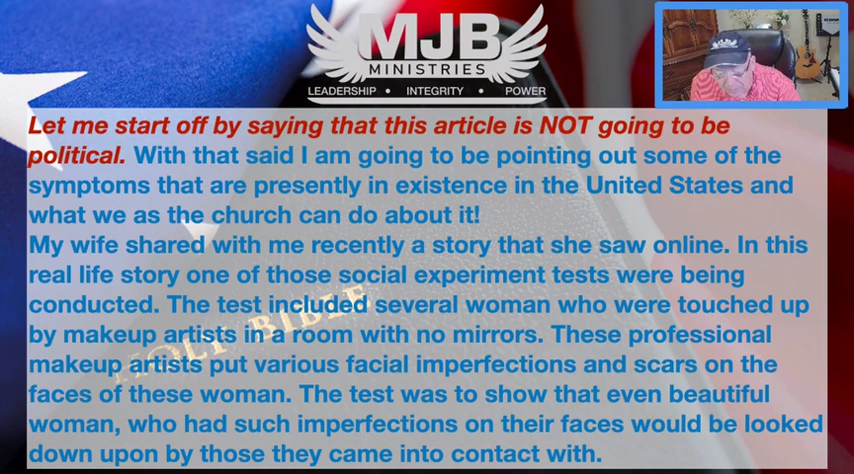 MJB
MINISTRIES
LEADERSHIP • INTEGRITY • POWER
Let me start off by saying that this article is NOT going to be
political. With that said I am going to be pointing out some of the
symptoms that are presently in existence in the United States and
what we as the church can do about it!
My wife shared with me recently a story that she saw online. In this
real life story one of those social experiment tests were being
conducted. The test included several woman who were touched up
by makeup artists in a room with no mirrors. These professional
makeup artists put various facial imperfections and scars on the
faces of these woman. The test was to show that even beautiful
woman, who had such imperfections on their faces would be looked
down upon by those they came into contact with.
HOLY BIBLE